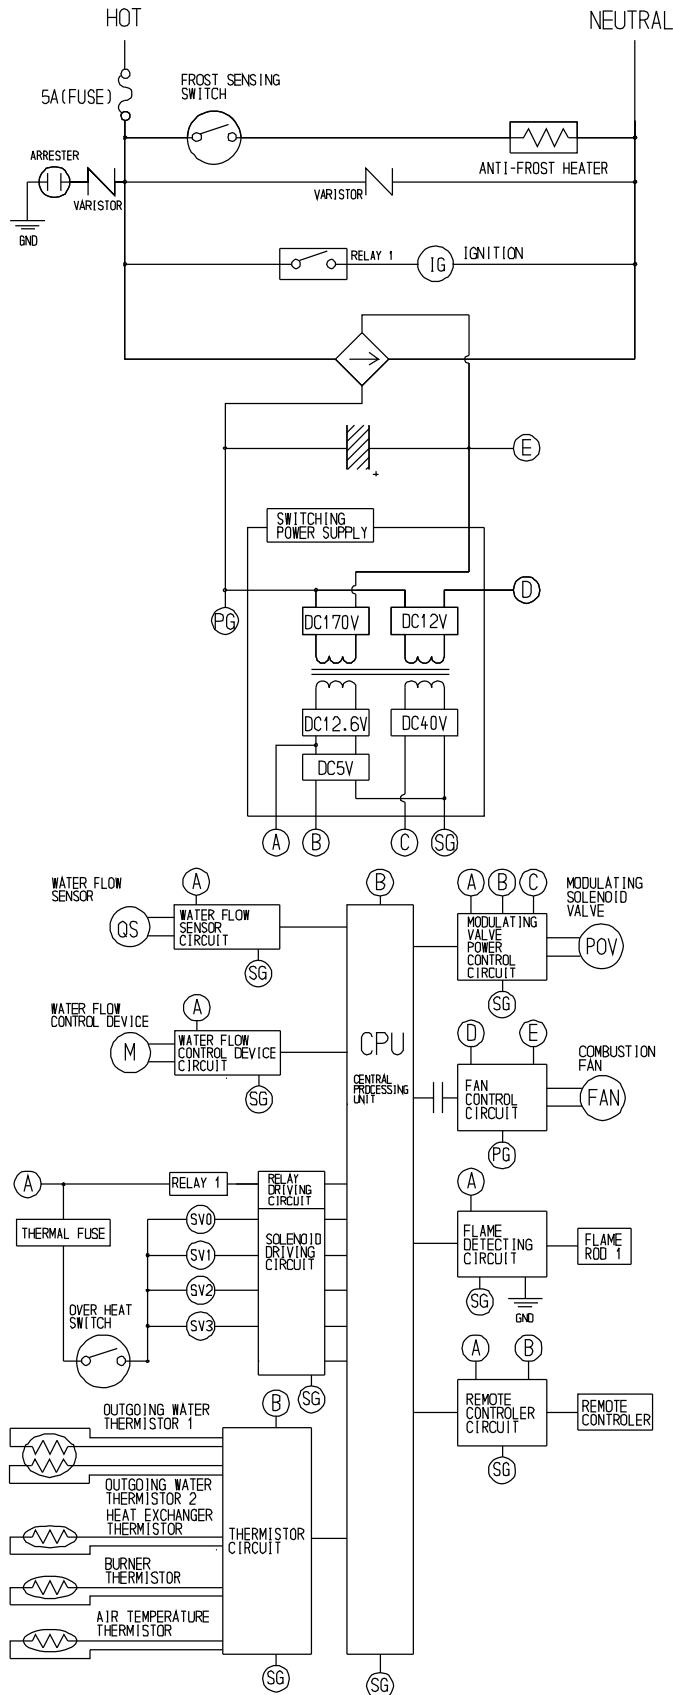 HOT
NEUTRAL
5A(FUSE)
FROST SENSING
SWITCH
ARRESTER
VARISTOR
GND
ANTI-FROST HEATER
VARISTOR
RELAY 1
IG
IGNITION
E
+
SWITCHING
POWER SUPPLY
D
PG
DC170V
DC12V
DC12.6V
DC40V
DC5V
A
B
C
SG
WATER FLOW
SENSOR
A
QS
WATER FLOW
SENSOR
CIRCUIT
SG
B
A
B
C
MODULATING
SOLENOID
VALVE
MODULATING
VALVE
POWER
CONTROL
CIRCUIT
POV
SG
WATER FLOW
CONTROL DEVICE
A
M
WATER FLOW
CONTROL DEVICE
CIRCUIT
SG
CPU
CENTRAL
PROCESSING
UNIT
D
E
COMBUSTION
FAN
FAN
CONTROL
CIRCUIT
FAN
PG
A
RELAY 1
RELAY
DRIVING
CIRCUIT
THERMAL FUSE
SV0
SV1
SV2
SV3
SOLENOID
DRIVING
CIRCUIT
OVER HEAT
SWITCH
SG
A
FLAME
DETECTING
CIRCUIT
FLAME
ROD 1
SG
GND
A
B
REMOTE
CONTROLER
CIRCUIT
REMOTE
CONTROLER
SG
B
OUTGOING WATER
THERMISTOR 1
OUTGOING WATER
THERMISTOR 2
HEAT EXCHANGER
THERMISTOR
THERMISTOR
CIRCUIT
BURNER
THERMISTOR
AIR TEMPERATURE
THERMISTOR
SG
SG